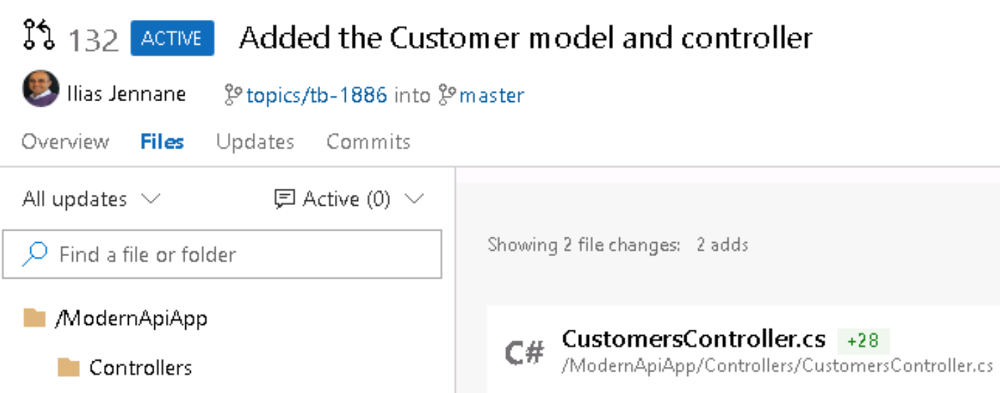 132 ACTIVE Added the Customer model and controller
Ilias Jennane topics/tb-1886 into master
Overview Files Updates Commits
All updates Active (0)
Find a file or folder
/ModernApiApp
Controllers
Showing 2 file changes: 2 adds
C# CustomersController.cs +28
/ModernApiApp/Controllers/CustomersController.cs